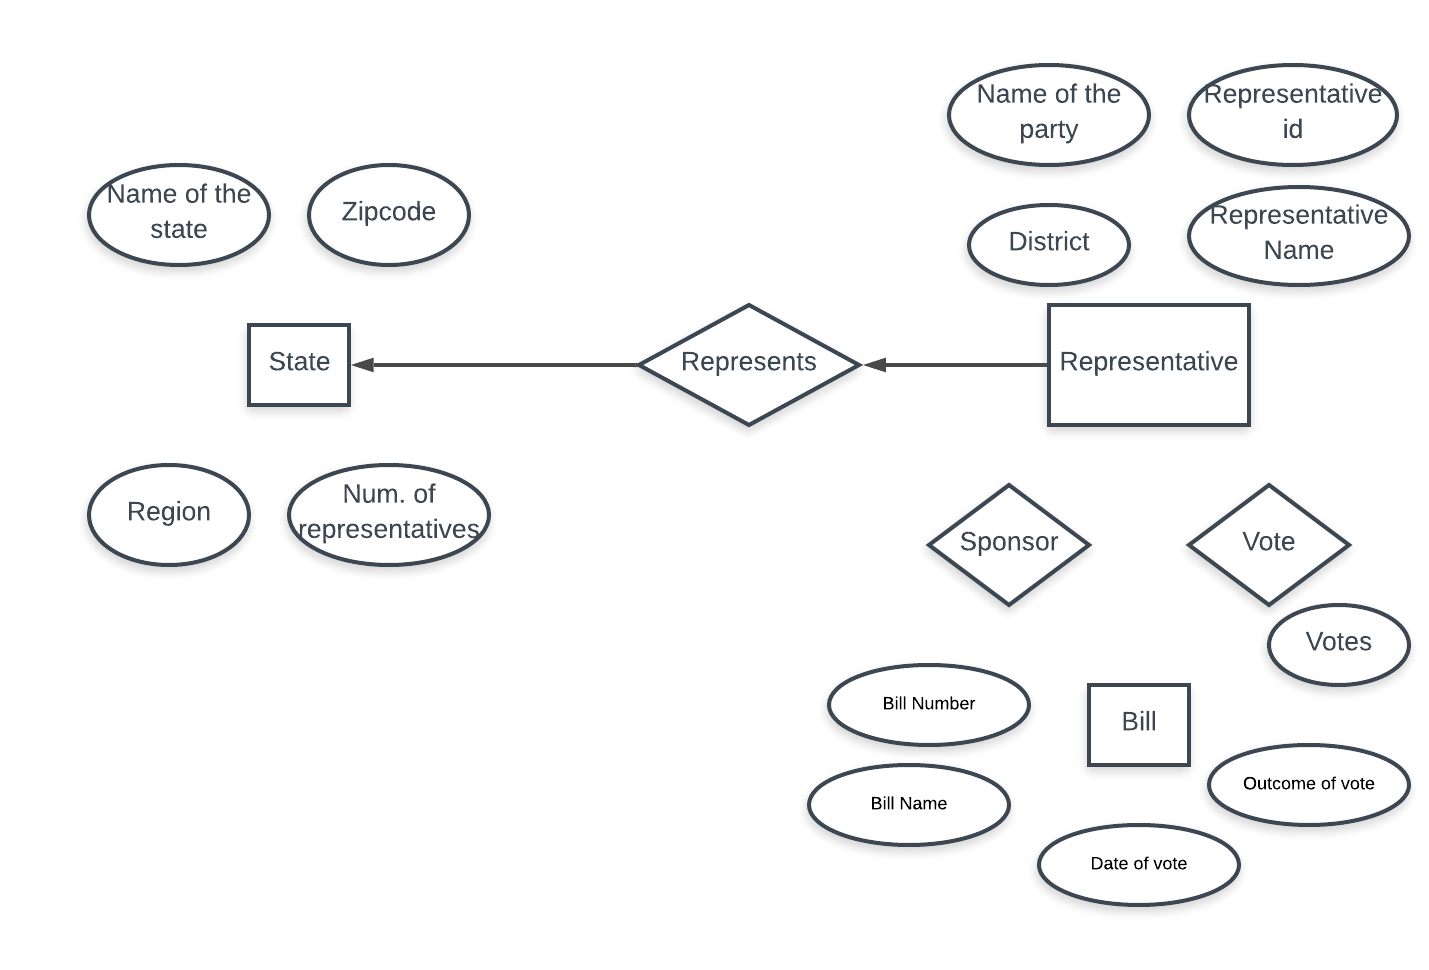 Name of the
party
Representative
id
Name of the
state
Zipcode
District
Representative
Name
State
Represents
Representative
Region
Num. of
representatives
Sponsor
Vote
Votes
Bill Number
Bill
Outcome of vote
Bill Name
Date of vote